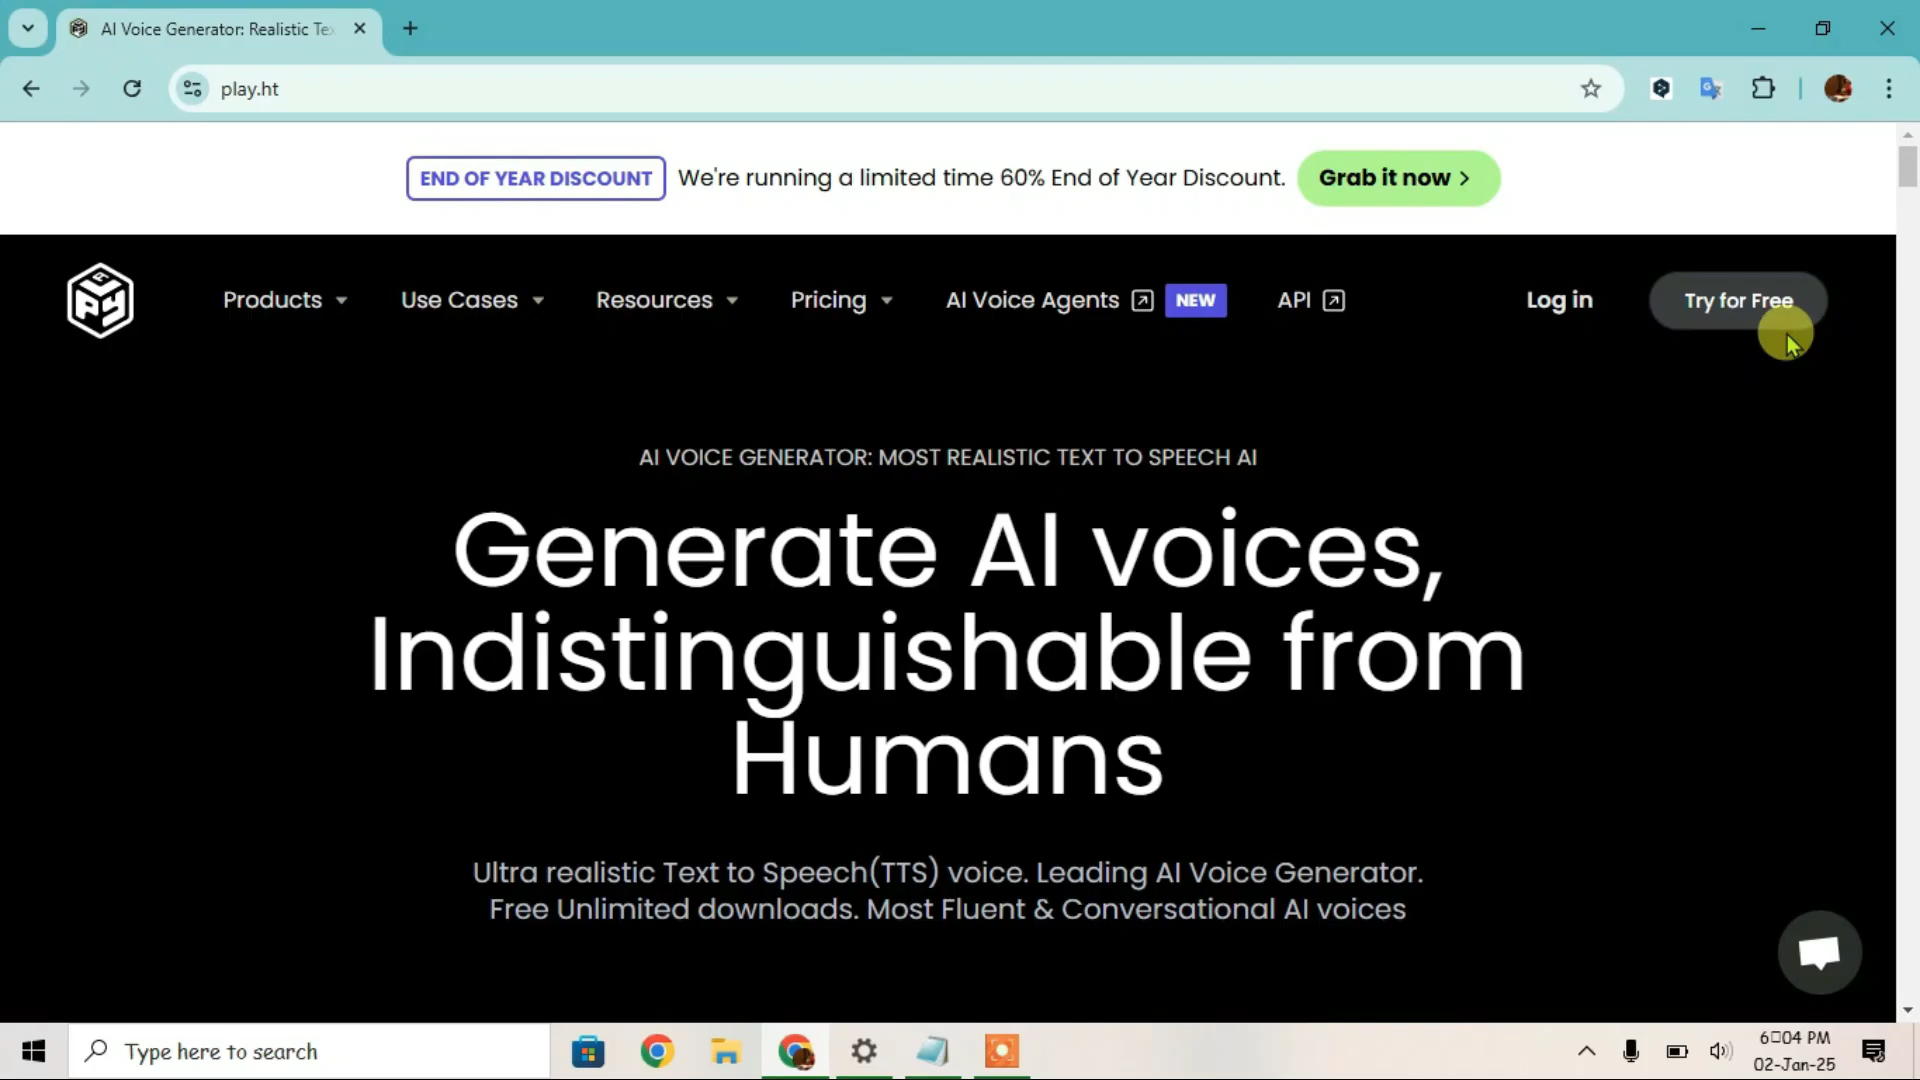 AI Voice Generator: Realistic Te
play.ht
END OF YEAR DISCOUNT We're running a limited time 60% End of Year Discount. Grab it now >
Products Use Cases Resources Pricing AI Voice Agents NEW API Log in Try for Free
AI VOICE GENERATOR: MOST REALISTIC TEXT TO SPEECH AI
Generate AI voices,
Indistinguishable from
Humans
Ultra realistic Text to Speech(TTS) voice. Leading AI Voice Generator.
Free Unlimited downloads. Most Fluent & Conversational AI voices
Type here to search
6▯04 PM
02-Jan-25